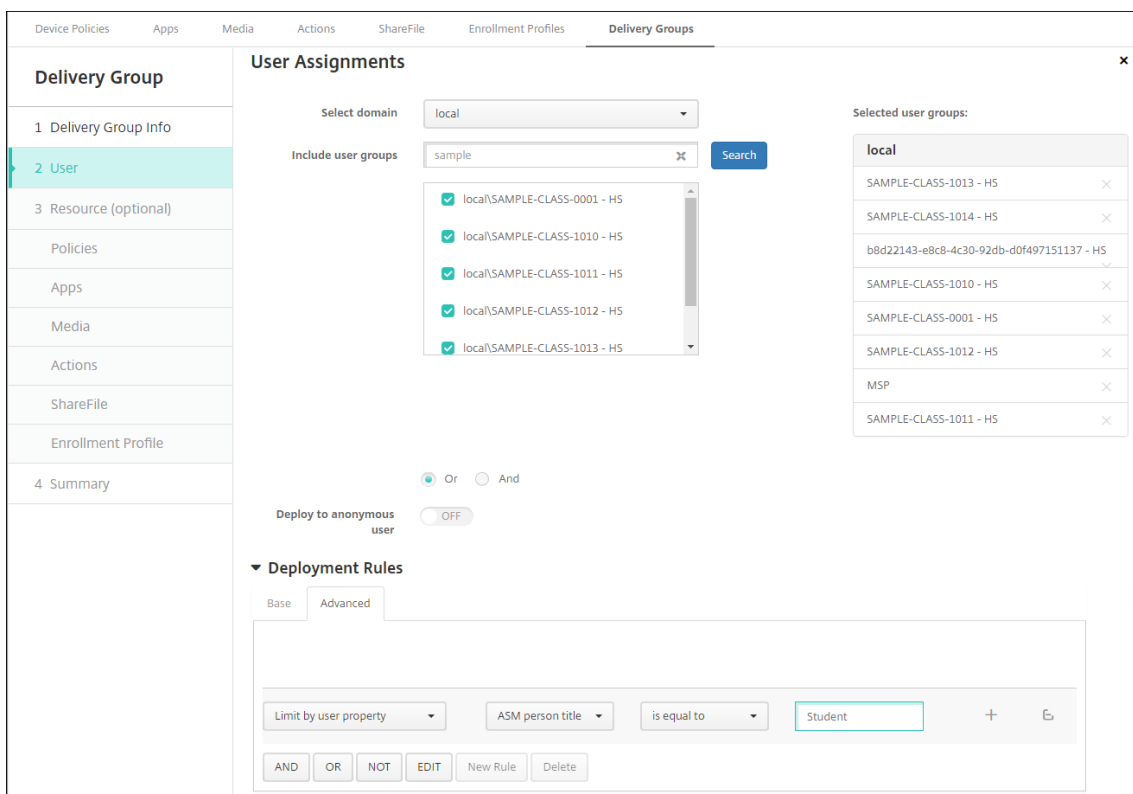 Device Policies Apps Media Actions ShareFile Enrollment Profiles Delivery Groups
Delivery Group
1 Delivery Group Info
2 User
3 Resource (optional)
Policies
Apps
Media
Actions
ShareFile
Enrollment Profile
4 Summary
User Assignments
Select domain local
Include user groups sample Search
local\SAMPLE-CLASS-0001 - HS
local\SAMPLE-CLASS-1010 - HS
local\SAMPLE-CLASS-1011 - HS
local\SAMPLE-CLASS-1012 - HS
local\SAMPLE-CLASS-1013 - HS
Selected user groups:
local
SAMPLE-CLASS-1013 - HS
SAMPLE-CLASS-1014 - HS
b8d22143-e8c8-4c30-92db-d0f497151137 - HS
SAMPLE-CLASS-1010 - HS
SAMPLE-CLASS-0001 - HS
SAMPLE-CLASS-1012 - HS
MSP
SAMPLE-CLASS-1011 - HS
Or And
Deploy to anonymous
user OFF
Deployment Rules
Base Advanced
Limit by user property ASM person title is equal to Student
AND OR NOT EDIT New Rule Delete